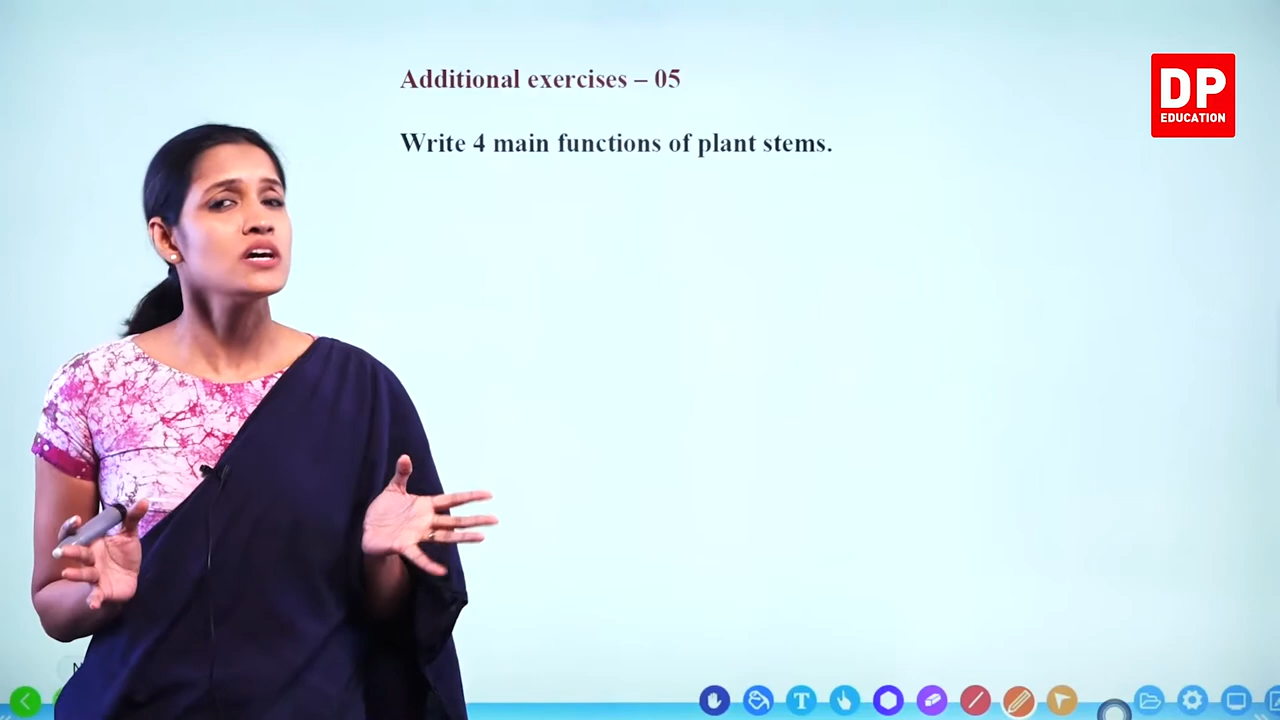 Additional exercises – 05
DP
EDUCATION
Write 4 main functions of plant stems.
T